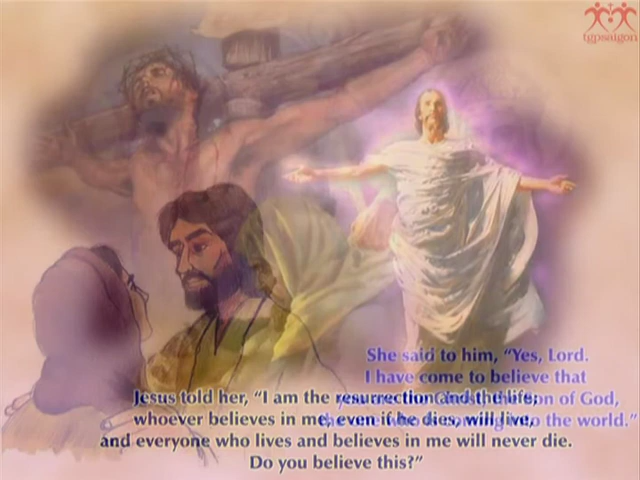 tgpsaigon
She said to him, “Yes, Lord.
I have come to believe that
Son of God,
to the world.”
Jesus told her, “I am the resurrection and the life;
whoever believes in me, even if he dies, will live,
and everyone who lives and believes in me will never die.
Do you believe this?”